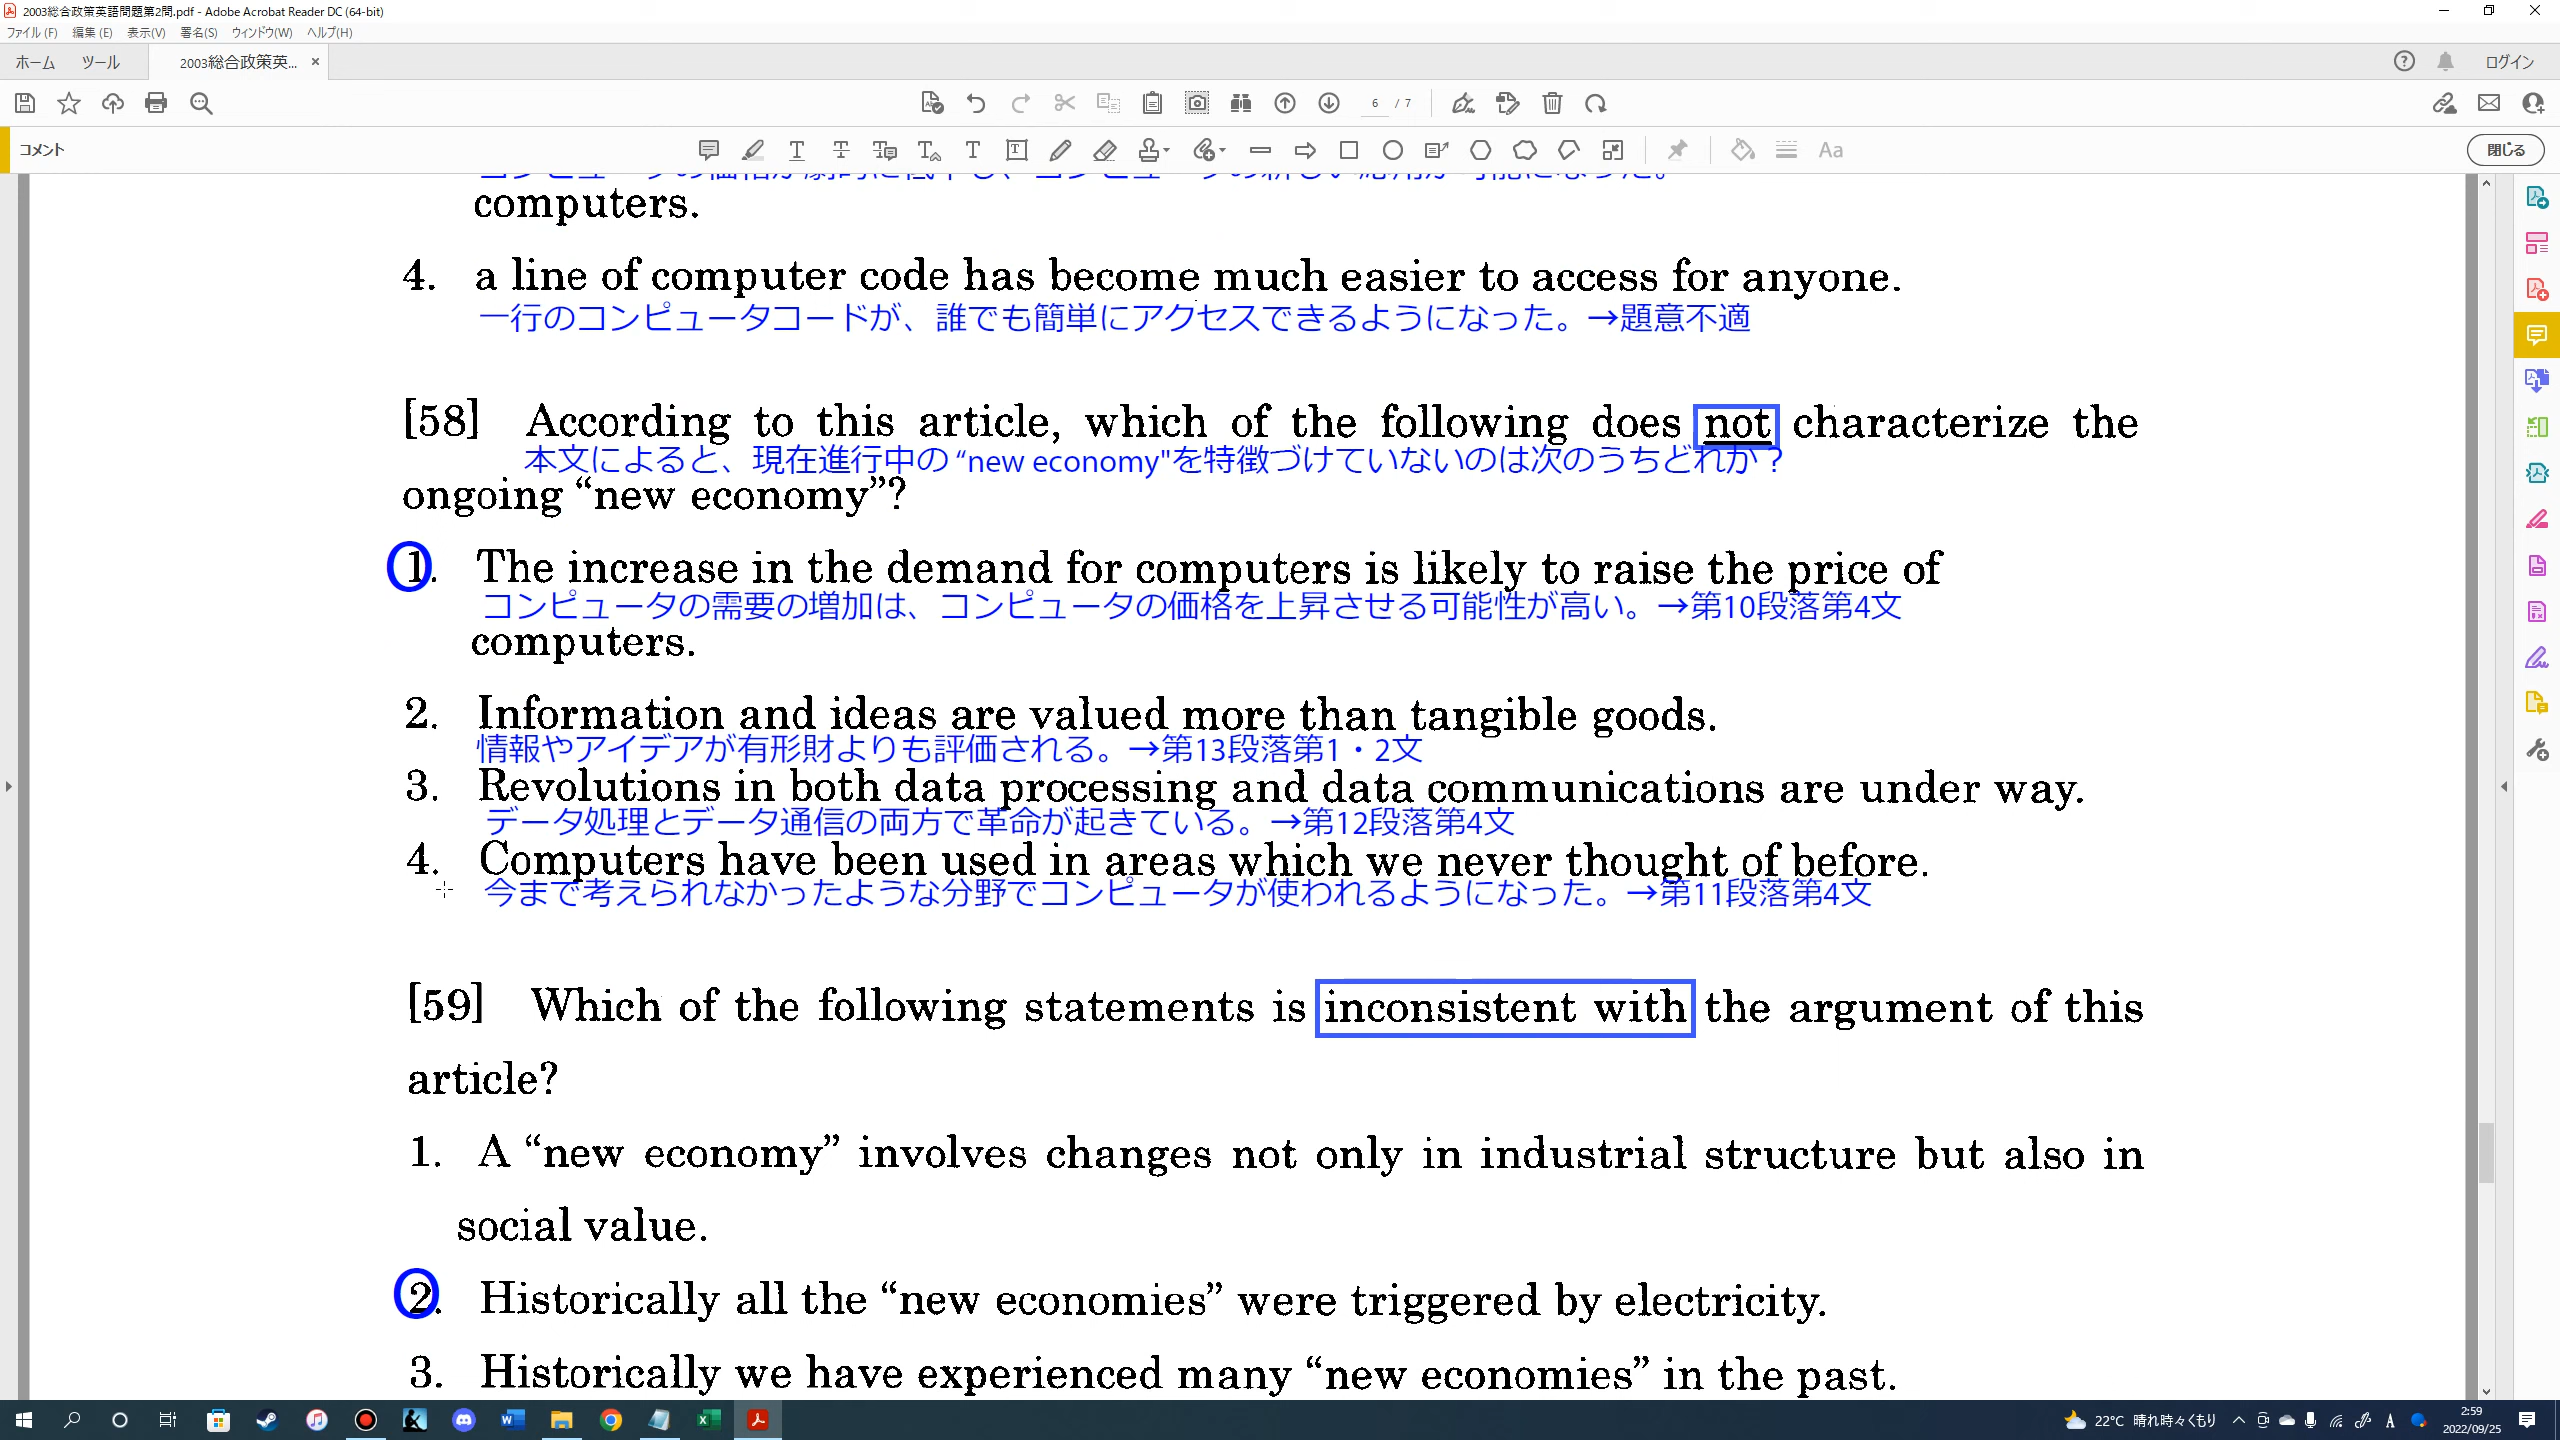 2003総合政策英語問題第2問.pdf - Adobe Acrobat Reader DC (64-bit)
ファイル(F) 編集(E) 表示(V) 署名(S) ウィンドウ(W) ヘルプ(H)
ホーム ツール 2003総合政策英... × ログイン
6 / 7
コメント 閉じる
computers.
4. a line of computer code has become much easier to access for anyone.
一行のコンピュータコードが、誰でも簡単にアクセスできるようになった。→題意不適
[58] According to this article, which of the following does not characterize the
本文によると、現在進行中の “new economy"を特徴づけていないのは次のうちどれか？
ongoing “new economy”?
1. The increase in the demand for computers is likely to raise the price of
コンピュータの需要の増加は、コンピュータの価格を上昇させる可能性が高い。→第10段落第4文
computers.
2. Information and ideas are valued more than tangible goods.
情報やアイデアが有形財よりも評価される。→第13段落第1・2文
3. Revolutions in both data processing and data communications are under way.
データ処理とデータ通信の両方で革命が起きている。→第12段落第4文
4. Computers have been used in areas which we never thought of before.
今まで考えられなかったような分野でコンピュータが使われるようになった。→第11段落第4文
[59] Which of the following statements is inconsistent with the argument of this
article?
1. A “new economy” involves changes not only in industrial structure but also in
social value.
2. Historically all the “new economies” were triggered by electricity.
3. Historically we have experienced many “new economies” in the past.
22°C 晴れ時々くもり A 2:59
2022/09/25